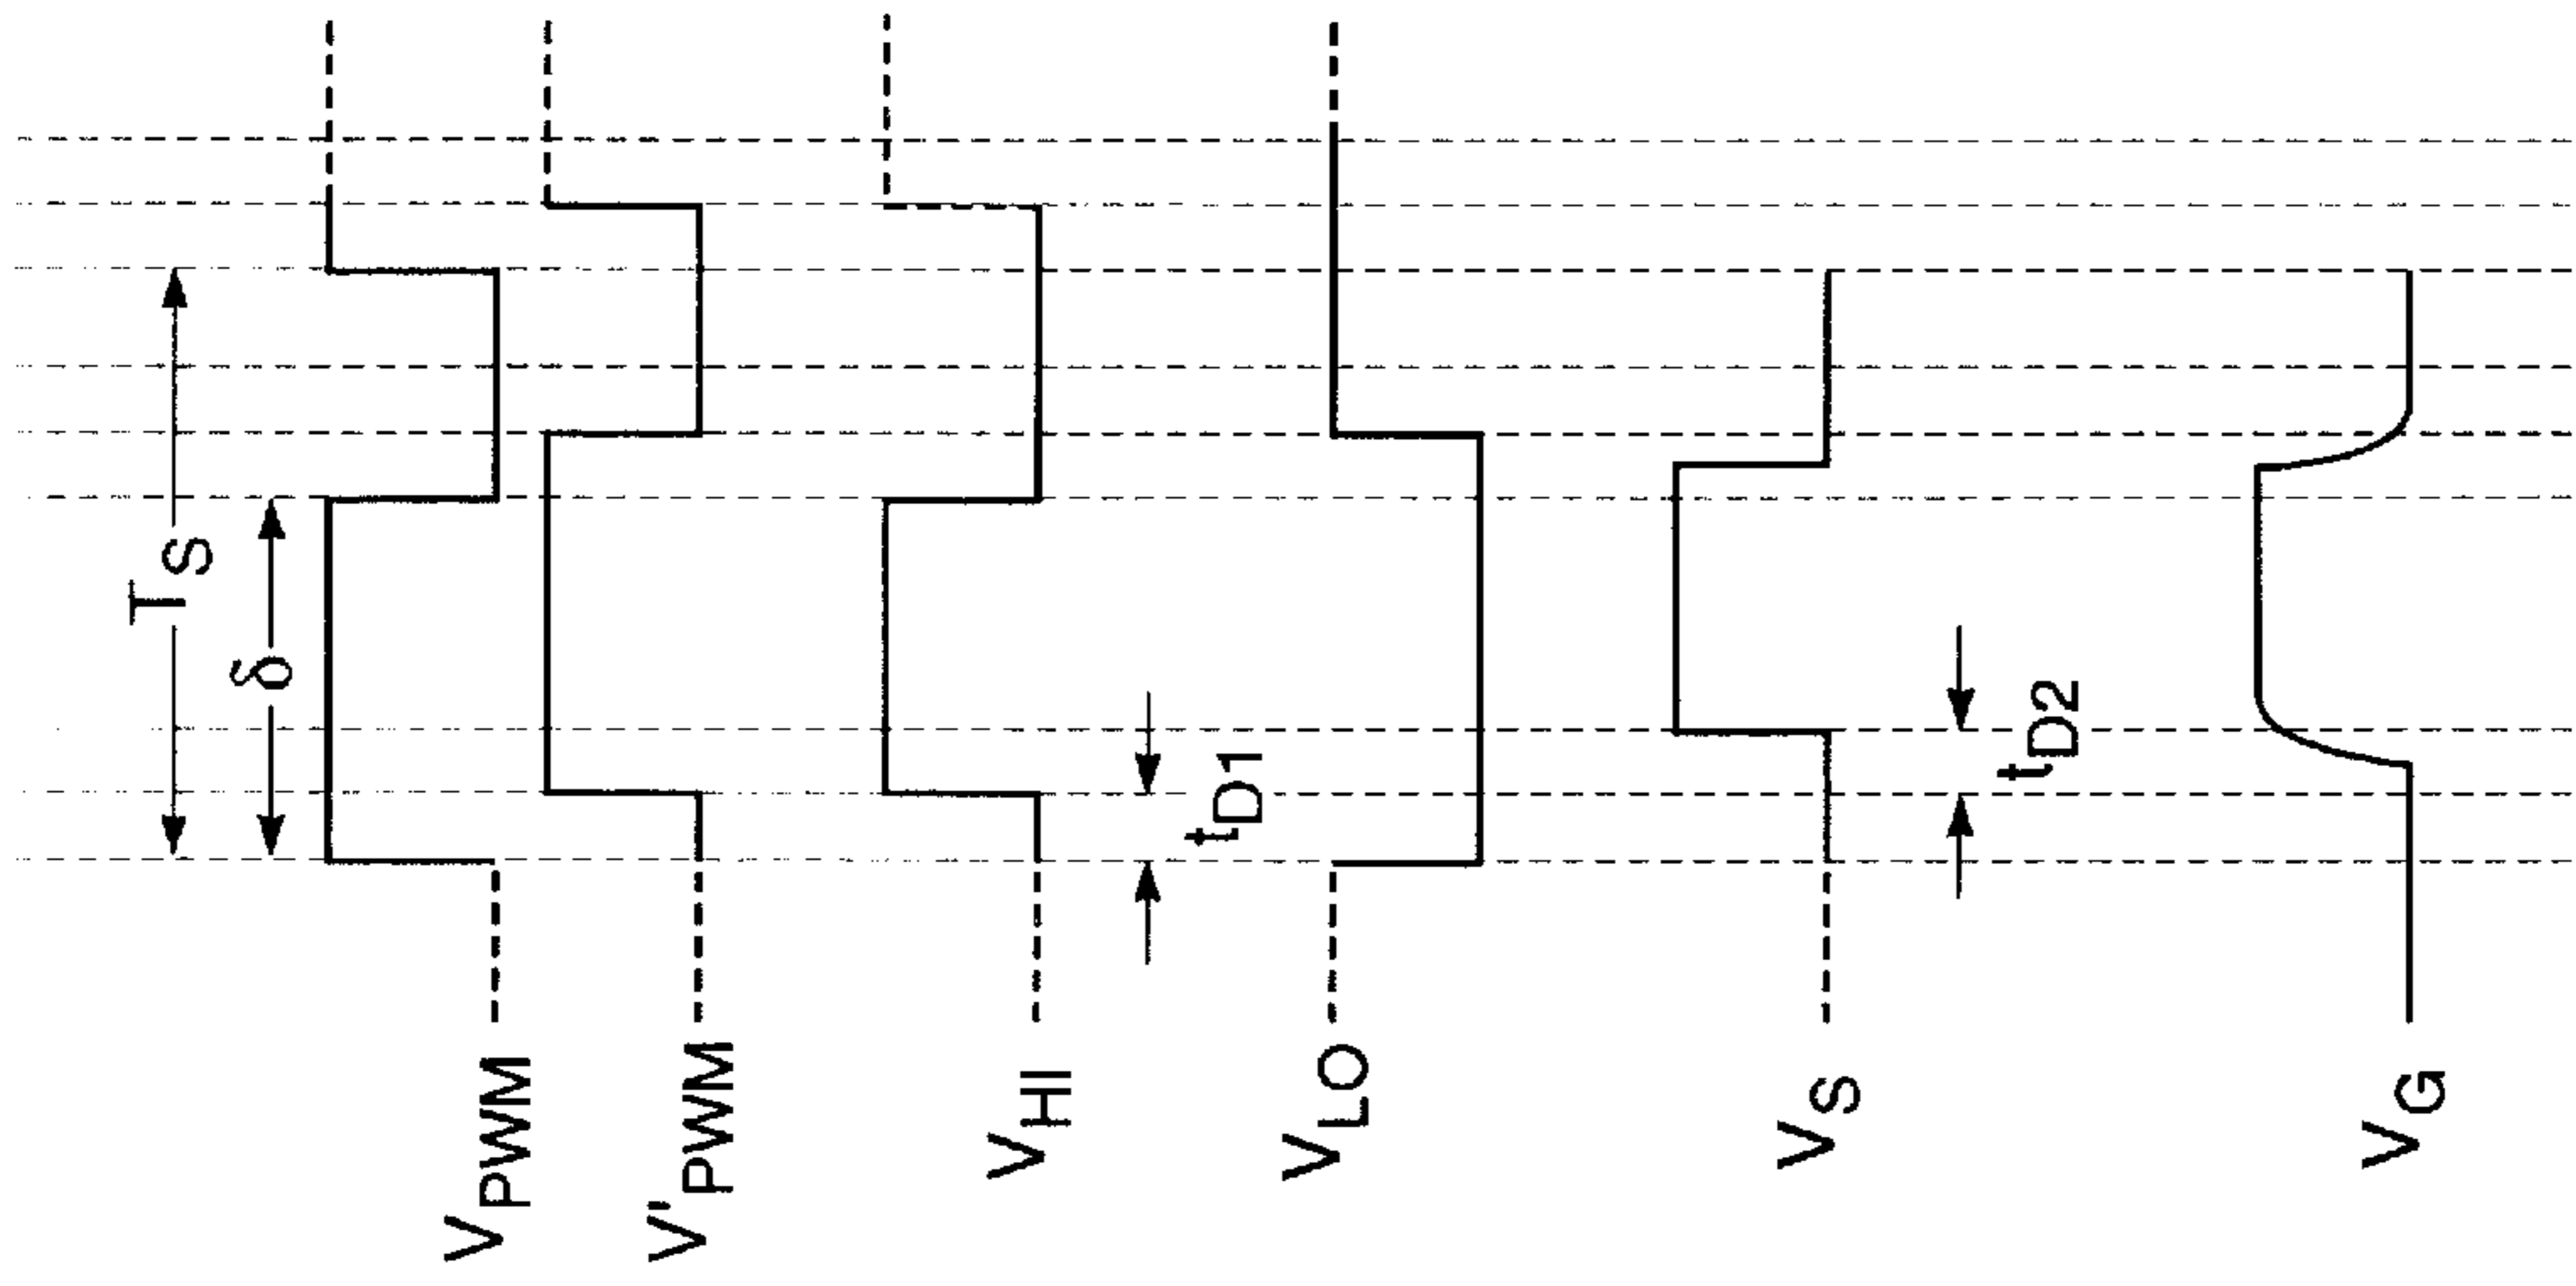 T_S
δ
V_PWM
V'_PWM
V_HI
t_D1
V_LO
V_S
t_D2
V_G